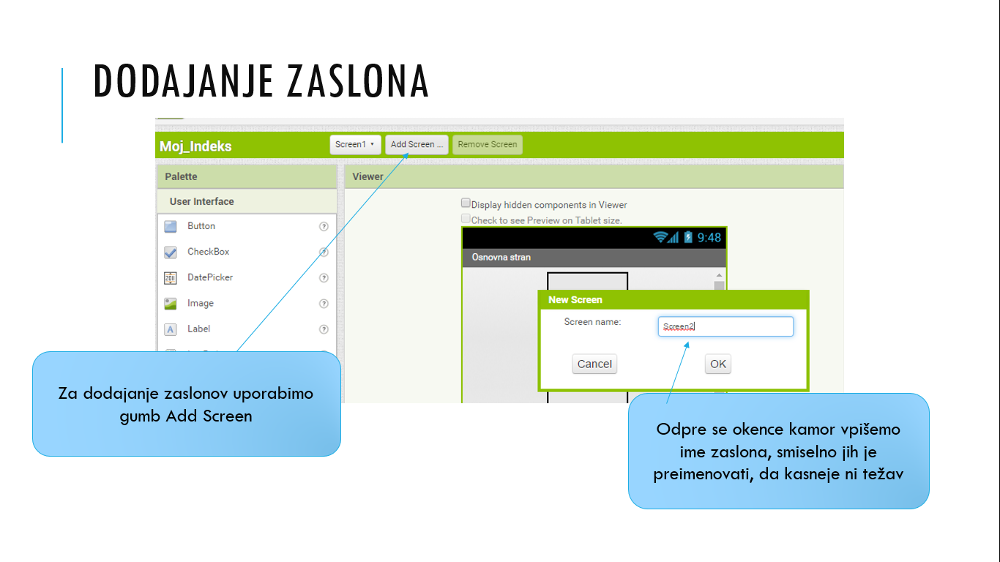 DODAJANJE ZASLONA
Moj_Indeks
Screen1
Add Screen ...
Remove Screen
Palette
Viewer
User Interface
Display hidden components in Viewer
Check to see Preview on Tablet size.
Button ?
CheckBox ?
DatePicker ?
Image ?
Label ?
9:48
Osnovna stran
New Screen
Screen name:
Screen2
Cancel
OK
Za dodajanje zaslonov uporabimo
gumb Add Screen
Odpre se okence kamor vpišemo
ime zaslona, smiselno jih je
preimenovati, da kasneje ni težav